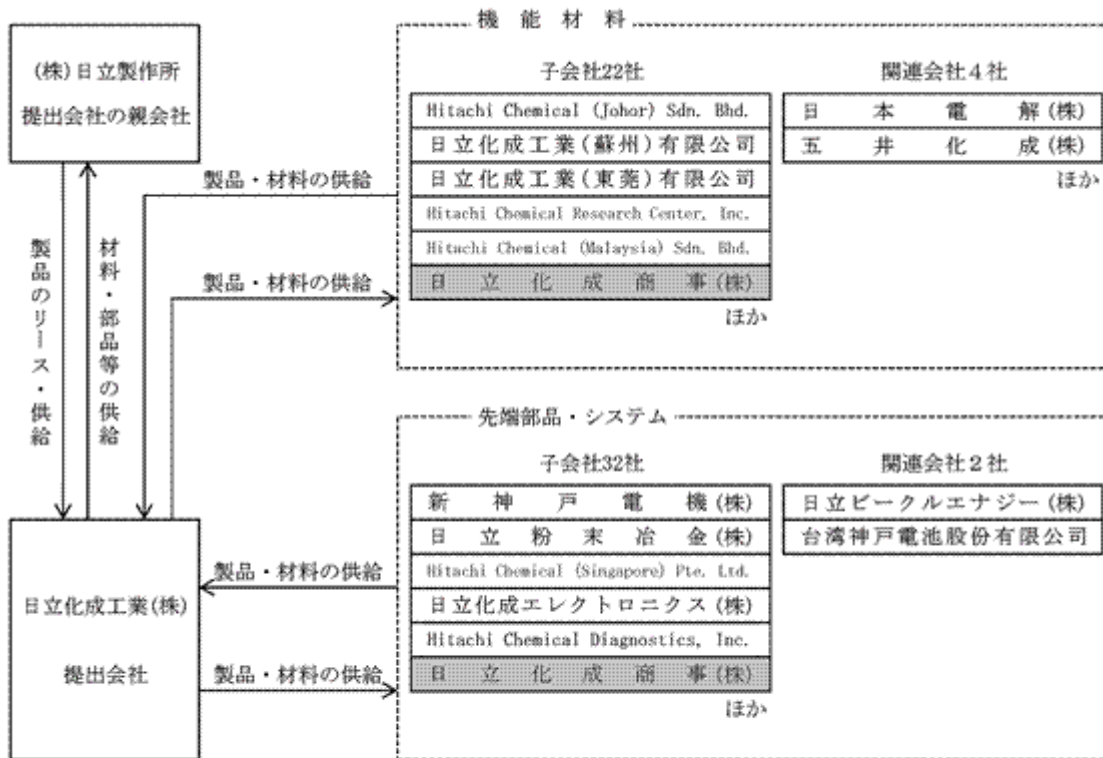 (株)日立製作所
提出会社の親会社
製品のリース・供給
材料・部品等の供給
日立化成工業(株)
提出会社
機能材料
製品・材料の供給
製品・材料の供給
子会社22社
Hitachi Chemical (Johor) Sdn. Bhd.
日立化成工業(蘇州)有限公司
日立化成工業(東莞)有限公司
Hitachi Chemical Research Center, Inc.
Hitachi Chemical (Malaysia) Sdn. Bhd.
日立化成商事(株)
ほか
関連会社4社
日本電解(株)
五井化成(株)
ほか
先端部品・システム
製品・材料の供給
製品・材料の供給
子会社32社
新神戸電機(株)
日立粉末冶金(株)
Hitachi Chemical (Singapore) Pte. Ltd.
日立化成エレクトロニクス(株)
Hitachi Chemical Diagnostics, Inc.
日立化成商事(株)
ほか
関連会社2社
日立ビークルエナジー(株)
台湾神戸電池股份有限公司